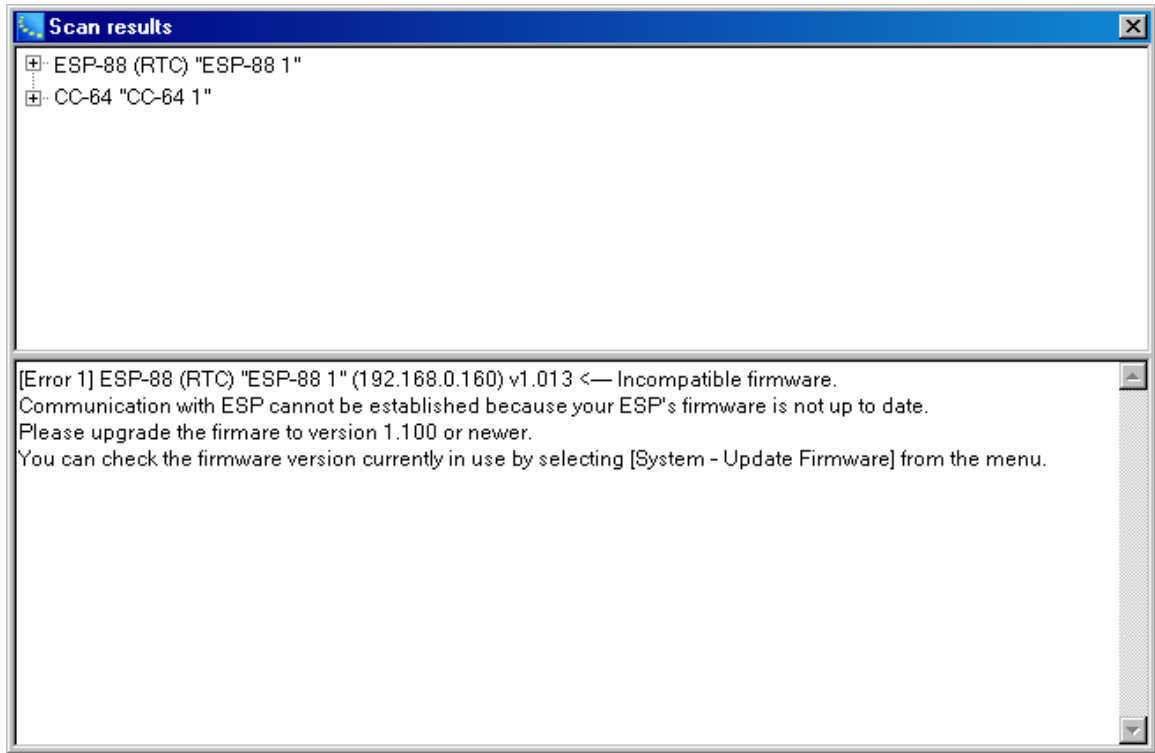 Scan results
ESP-88 (RTC) "ESP-88 1"
CC-64 "CC-64 1"
[Error 1] ESP-88 (RTC) "ESP-88 1" (192.168.0.160) v1.013 <— Incompatible firmware.
Communication with ESP cannot be established because your ESP's firmware is not up to date.
Please upgrade the firmare to version 1.100 or newer.
You can check the firmware version currently in use by selecting [System - Update Firmware] from the menu.